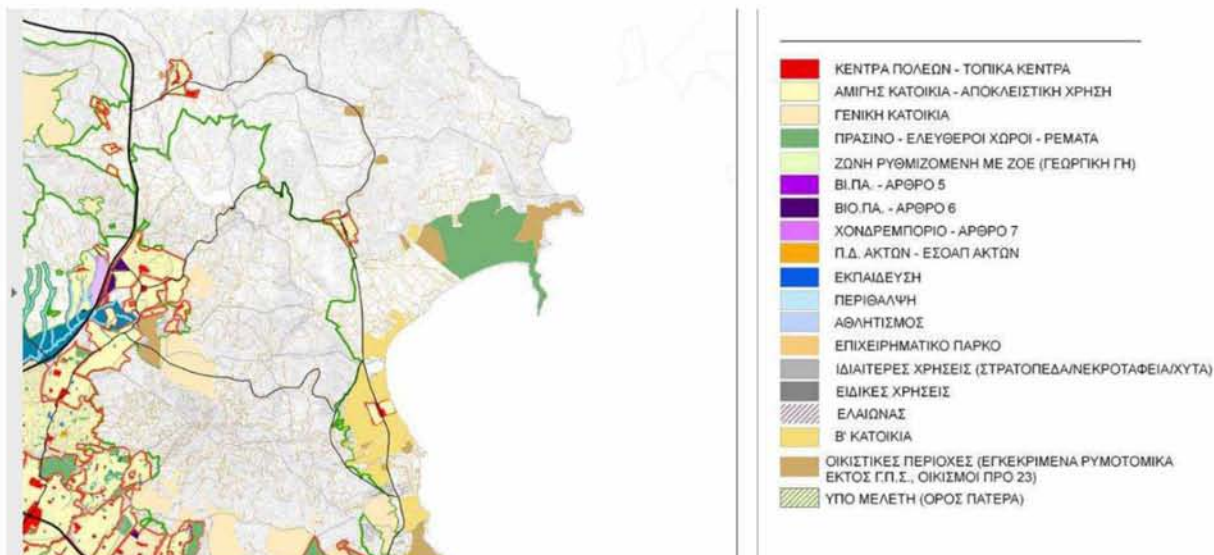 ΚΕΝΤΡΑ ΠΟΛΕΩΝ - ΤΟΠΙΚΑ ΚΕΝΤΡΑ
ΑΜΙΓΗΣ ΚΑΤΟΙΚΙΑ - ΑΠΟΚΛΕΙΣΤΙΚΗ ΧΡΗΣΗ
ΓΕΝΙΚΗ ΚΑΤΟΙΚΙΑ
ΠΡΑΣΙΝΟ - ΕΛΕΥΘΕΡΟΙ ΧΩΡΟΙ - ΡΕΜΑΤΑ
ΖΩΝΗ ΡΥΘΜΙΖΟΜΕΝΗ ΜΕ ΖΟΕ (ΓΕΩΡΓΙΚΗ ΓΗ)
ΒΙ.ΠΑ. - ΑΡΘΡΟ 5
ΒΙΟ.ΠΑ. - ΑΡΘΡΟ 6
ΧΟΝΔΡΕΜΠΟΡΙΟ - ΑΡΘΡΟ 7
Π.Δ. ΑΚΤΩΝ - ΕΣΟΑΠ ΑΚΤΩΝ
ΕΚΠΑΙΔΕΥΣΗ
ΠΕΡΙΘΑΛΨΗ
ΑΘΛΗΤΙΣΜΟΣ
ΕΠΙΧΕΙΡΗΜΑΤΙΚΟ ΠΑΡΚΟ
ΙΔΙΑΙΤΕΡΕΣ ΧΡΗΣΕΙΣ (ΣΤΡΑΤΟΠΕΔΑ/ΝΕΚΡΟΤΑΦΕΙΑ/ΧΥΤΑ)
ΕΙΔΙΚΕΣ ΧΡΗΣΕΙΣ
ΕΛΑΙΩΝΑΣ
Β' ΚΑΤΟΙΚΙΑ
ΟΙΚΙΣΤΙΚΕΣ ΠΕΡΙΟΧΕΣ (ΕΓΚΕΚΡΙΜΕΝΑ ΡΥΜΟΤΟΜΙΚΑ
ΕΚΤΟΣ Γ.Π.Σ., ΟΙΚΙΣΜΟΙ ΠΡΟ 23)
ΥΠΟ ΜΕΛΕΤΗ (ΟΡΟΣ ΠΑΤΕΡΑ)